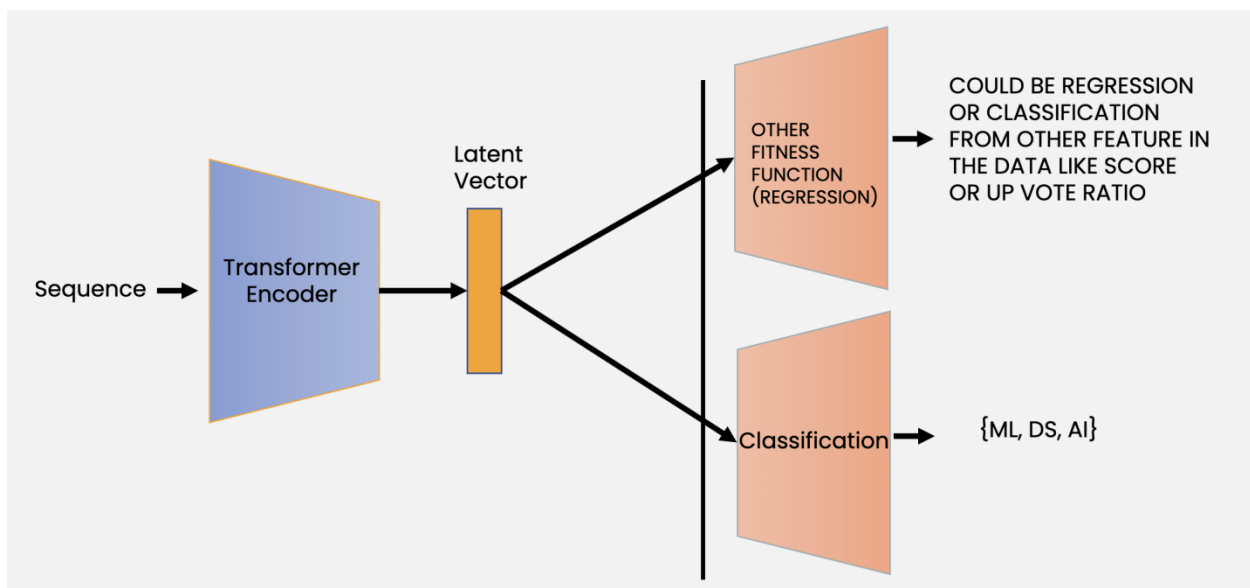 Sequence
Transformer
Encoder
Latent
Vector
OTHER
FITNESS
FUNCTION
(REGRESSION)
COULD BE REGRESSION
OR CLASSIFICATION
FROM OTHER FEATURE IN
THE DATA LIKE SCORE
OR UP VOTE RATIO
Classification
{ML, DS, AI}